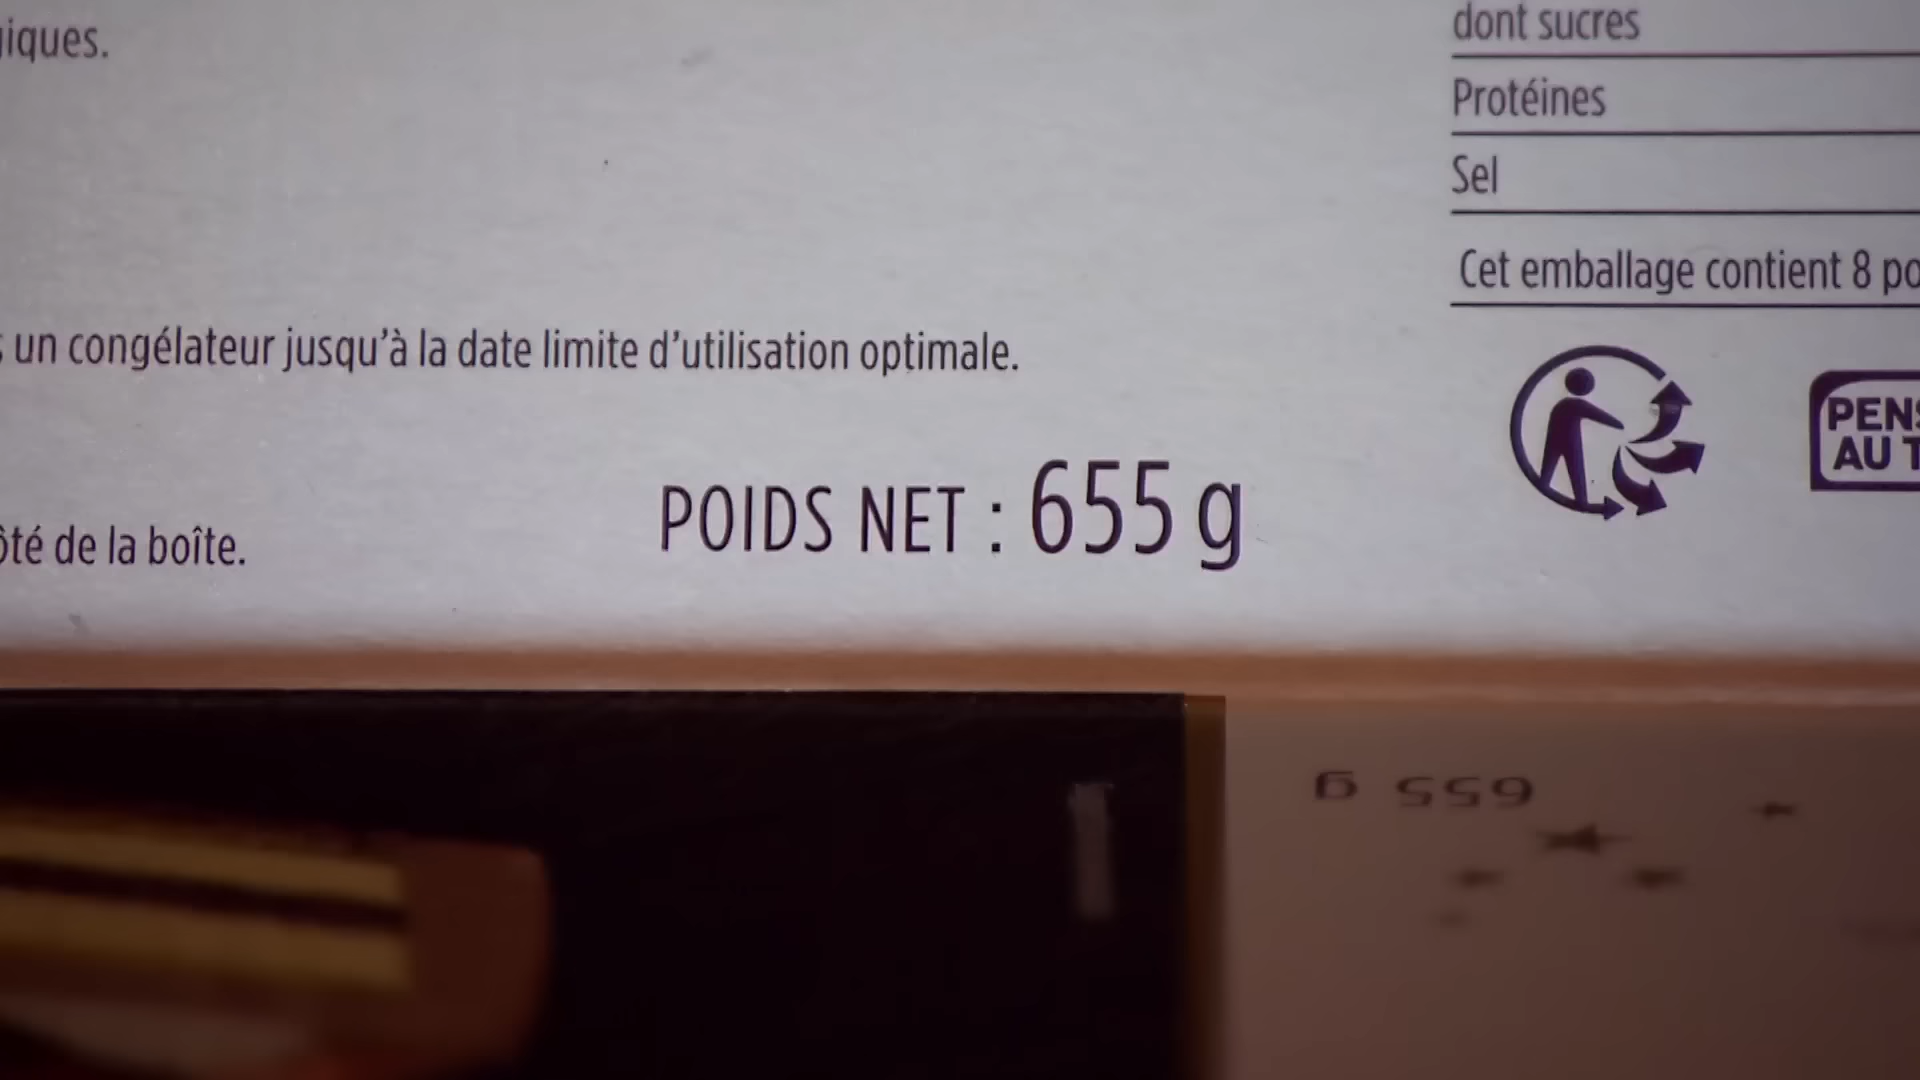 iques.
dont sucres
Protéines
Sel
Cet emballage contient 8 po
un congélateur jusqu'à la date limite d'utilisation optimale.
PENS
AU T
POIDS NET : 655 g
ôté de la boîte.
655 g